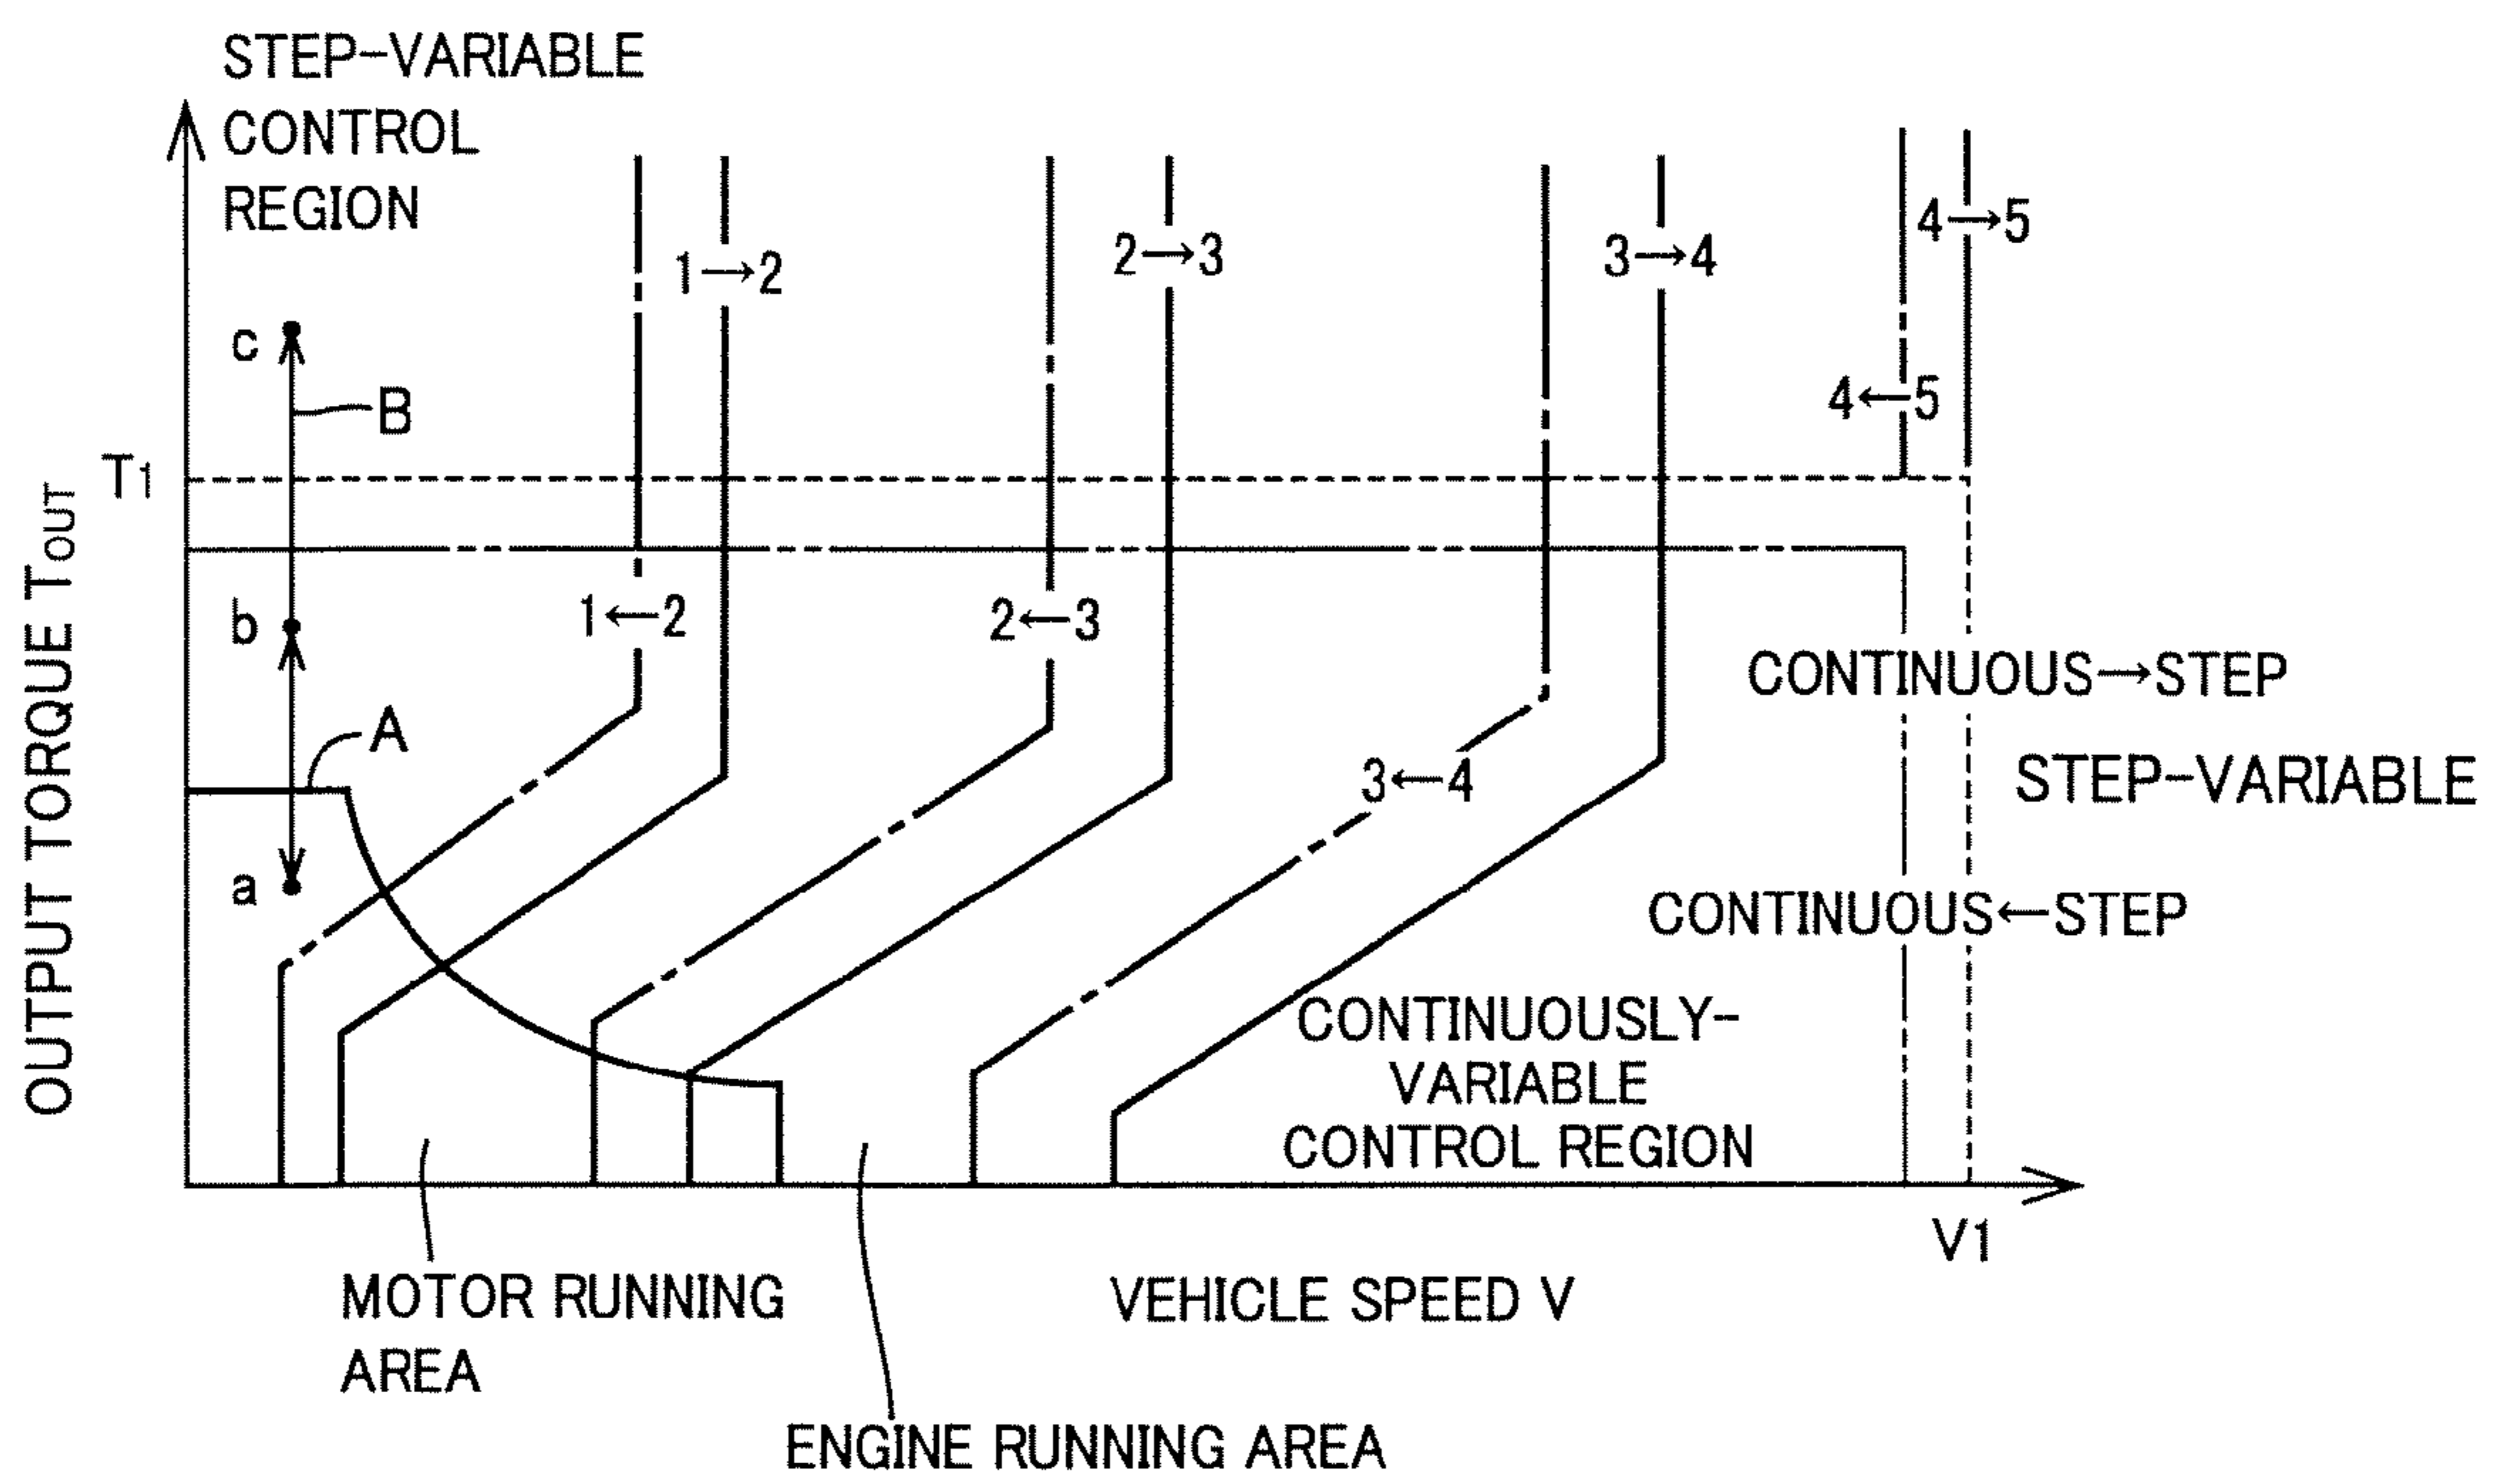 STEP-VARIABLE
CONTROL
REGION
1→2
2→3
3→4
4→5
c
B
4←5
T1
OUTPUT TORQUE TOUT
b
1←2
2←3
CONTINUOUS→STEP
A
3←4
STEP-VARIABLE
a
CONTINUOUS←STEP
CONTINUOUSLY-
VARIABLE
CONTROL REGION
V1
MOTOR RUNNING
AREA
VEHICLE SPEED V
ENGINE RUNNING AREA